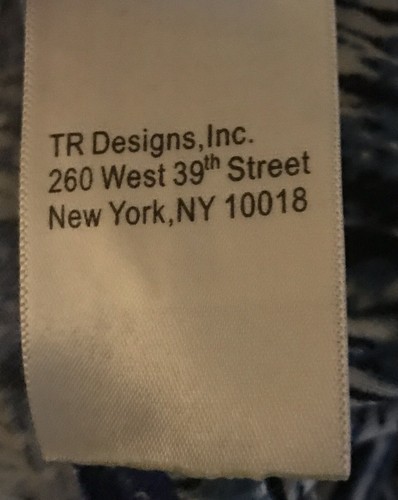 TR Designs,Inc.
260 West 39th Street
New York,NY 10018